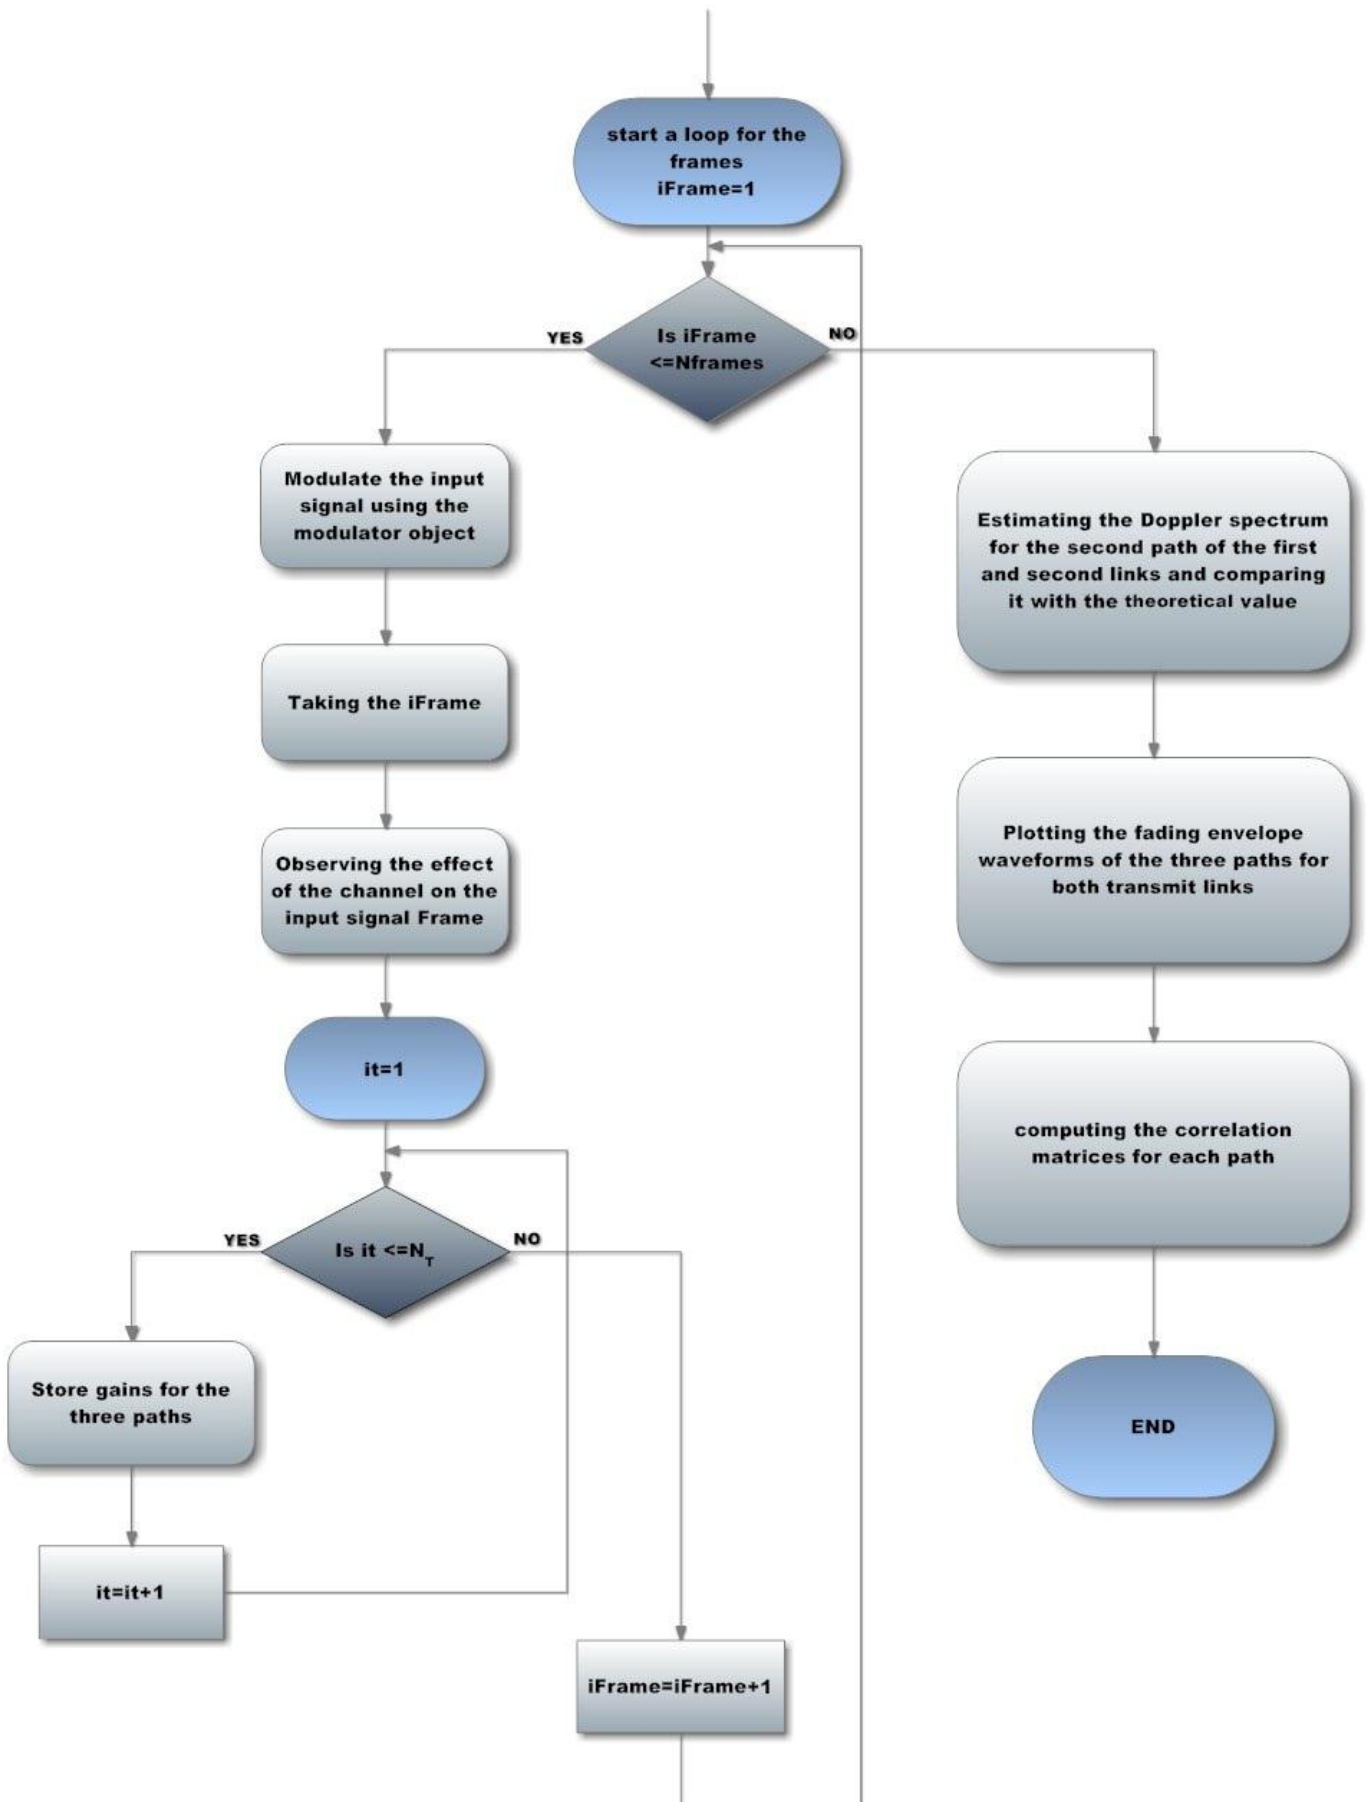 start a loop for the
frames
iFrame=1
Is iFrame
<=Nframes
YES
NO
Modulate the input
signal using the
modulator object
Taking the iFrame
Observing the effect
of the channel on the
input signal Frame
it=1
Is it <=N_T
YES
NO
Store gains for the
three paths
it=it+1
iFrame=iFrame+1
Estimating the Doppler spectrum
for the second path of the first
and second links and comparing
it with the theoretical value
Plotting the fading envelope
waveforms of the three paths for
both transmit links
computing the correlation
matrices for each path
END